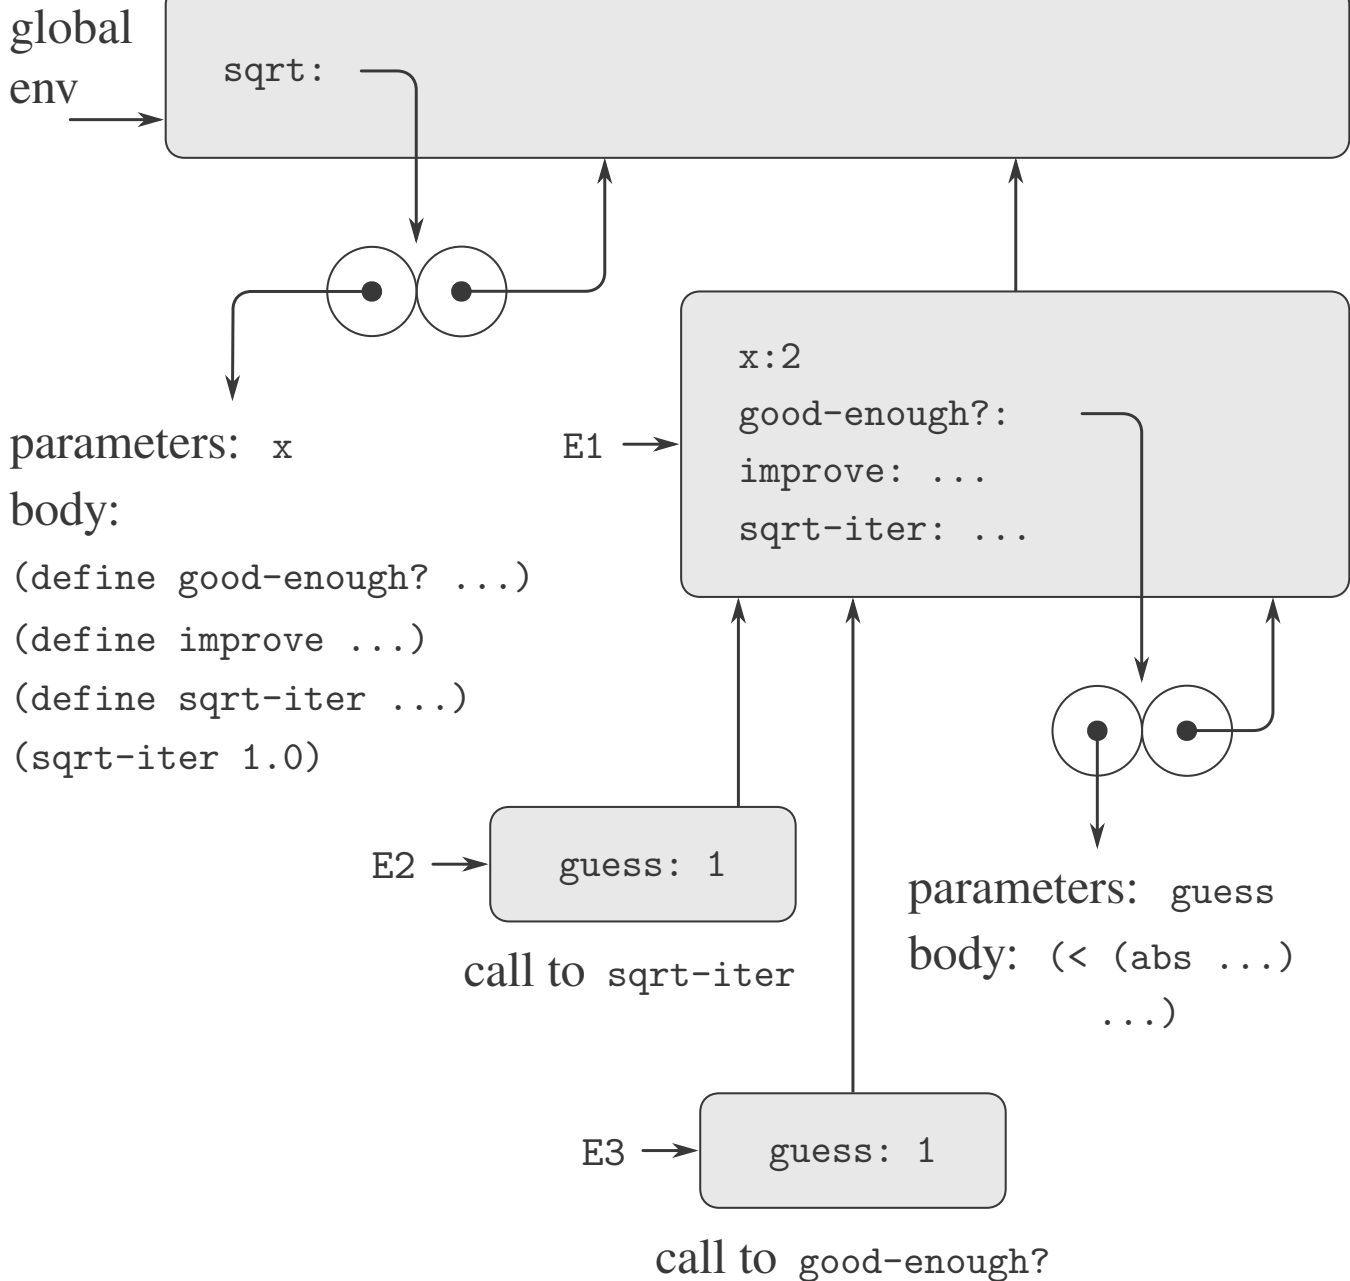 global
env
sqrt:
x:2
good-enough?:
improve: ...
sqrt-iter: ...
E1
parameters: x
body:
(define good-enough? ...)
(define improve ...)
(define sqrt-iter ...)
(sqrt-iter 1.0)
E2
guess: 1
call to sqrt-iter
parameters: guess
body: (< (abs ...)
...)
E3
guess: 1
call to good-enough?